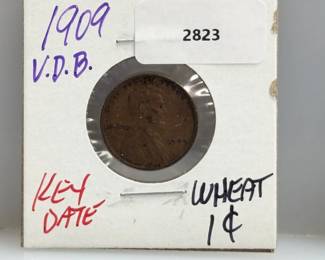 1909
V.D.B.
2823
KEY
DATE
WHEAT
1¢